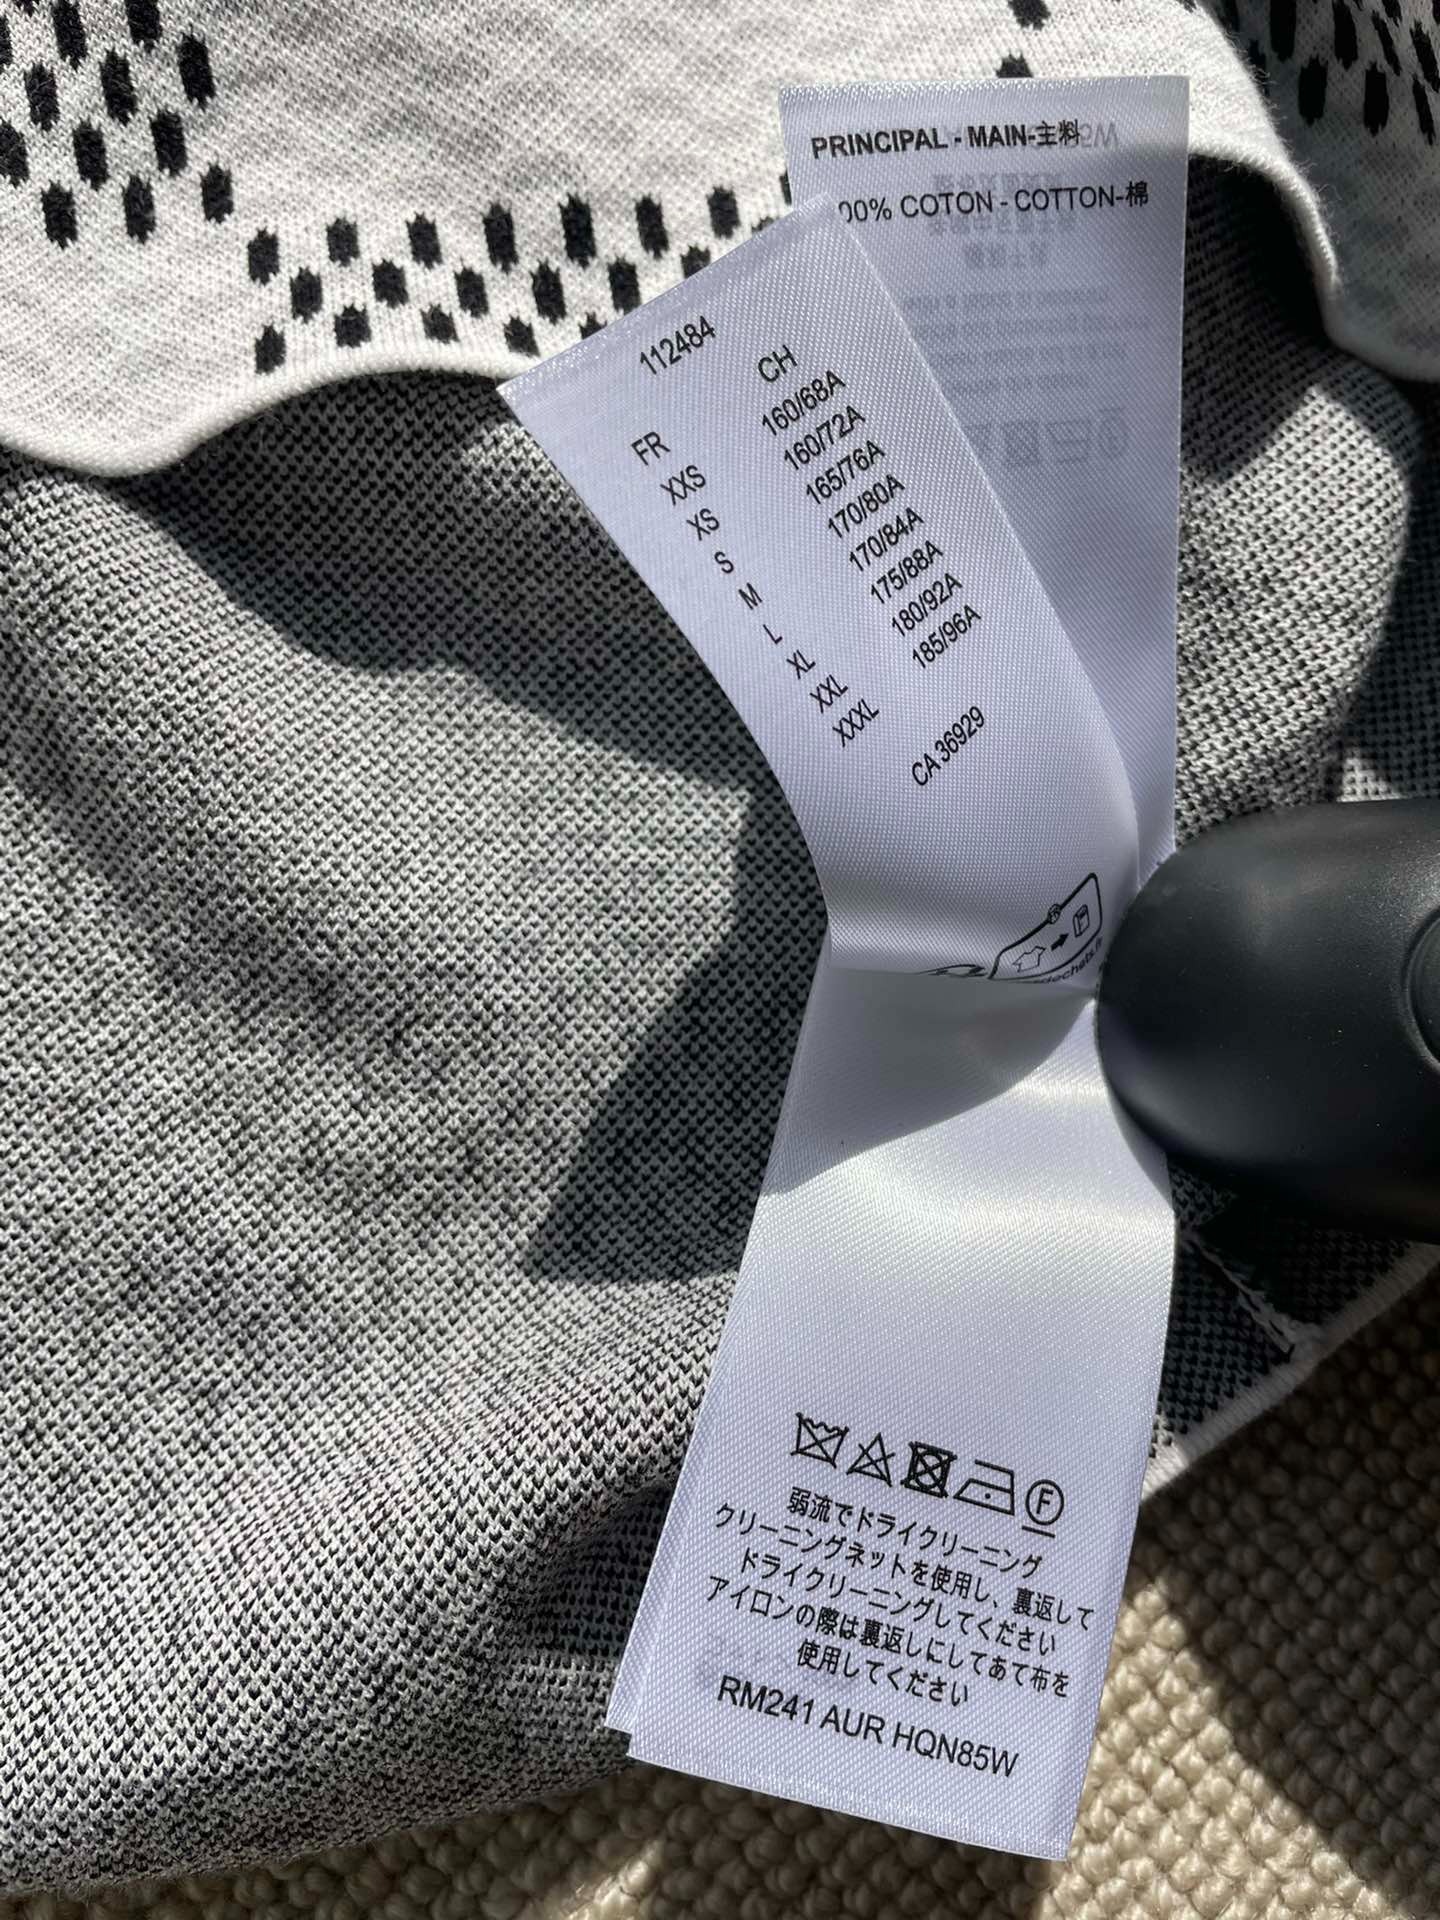 PRINCIPAL - MAIN-主料
00% COTON - COTTON-棉
112484
FR CH
XXS 160/68A
XS 160/72A
S 165/76A
M 170/80A
L 170/84A
XL 175/88A
XXL 180/92A
XXXL 185/96A
CA 36929
F
弱流でドライクリーニング
クリーニングネットを使用し、裏返して
ドライクリーニングしてください
アイロンの際は裏返しにしてあて布を
使用してください
RM241 AUR HQN85W